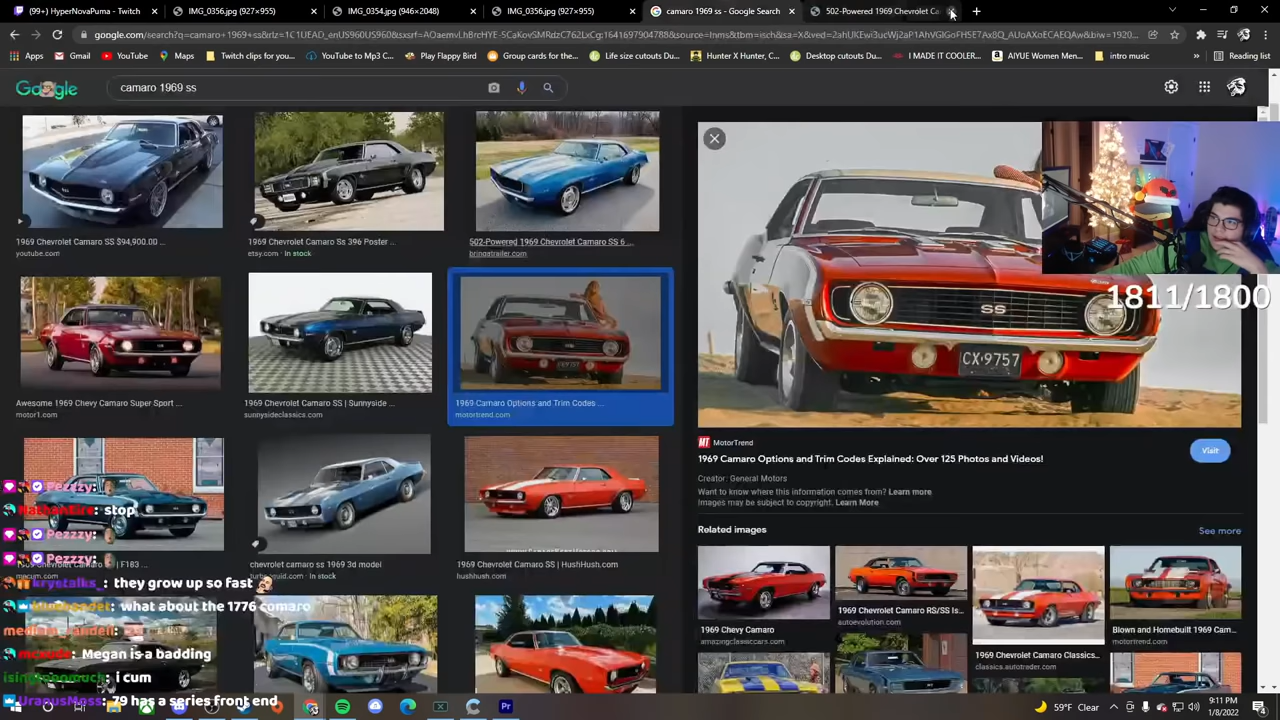 (99+) HyperNovaPuma - Twitch
IMG_0356.jpg (927×955)
IMG_0354.jpg (946×2048)
IMG_0356.jpg (927×955)
camaro 1969 ss - Google Search
502-Powered 1969 Chevrolet Ca
Apps
Gmail
YouTube
Maps
YouTube to Mp3 C...
Play Flappy Bird
Group cards for the...
Life size cutouts Du...
Hunter X Hunter, C...
Desktop cutouts Du...
I MADE IT COOLER...
AIYUE Women Men...
intro music
Reading list
Google
camaro 1969 ss
1969 Chevrolet Camaro SS $94,900.00 ...
youtube.com
1969 Chevrolet Camaro Ss 396 Poster ...
etsy.com · In stock
502-Powered 1969 Chevrolet Camaro SS 6 ...
bringatrailer.com
Awesome 1969 Chevy Camaro Super Sport ...
motor1.com
1969 Chevrolet Camaro SS | Sunnyside ...
sunnysideclassics.com
1969 Camaro Options and Trim Codes ...
motortrend.com
chevrolet camaro ss 1969 3d model
In stock
1969 Chevrolet Camaro SS | HushHush.com
hushhush.com
SS
CX·9757
1811/1800
MT MotorTrend
1969 Camaro Options and Trim Codes Explained: Over 125 Photos and Videos!
Visit
Creator: General Motors
Want to know where this information comes from? Learn more
Images may be subject to copyright. Learn More
Related images
See more
1969 Chevy Camaro
amazingclassiccars.com
1969 Chevrolet Camaro RS/SS Is...
autoevolution.com
1969 Chevrolet Camaro Classics...
classics.autotrader.com
Blown and Homebuilt 1969 Cam...
motortrend.com
Pezzzy:
stop
Pezzzy:
Pezzzy:
krystalks_: they grow up so fast
what about the 1776 comaro
Megan is a badding
i cum
UranusMoss: 79 has a series front end
59°F Clear
9:11 PM
1/8/2022